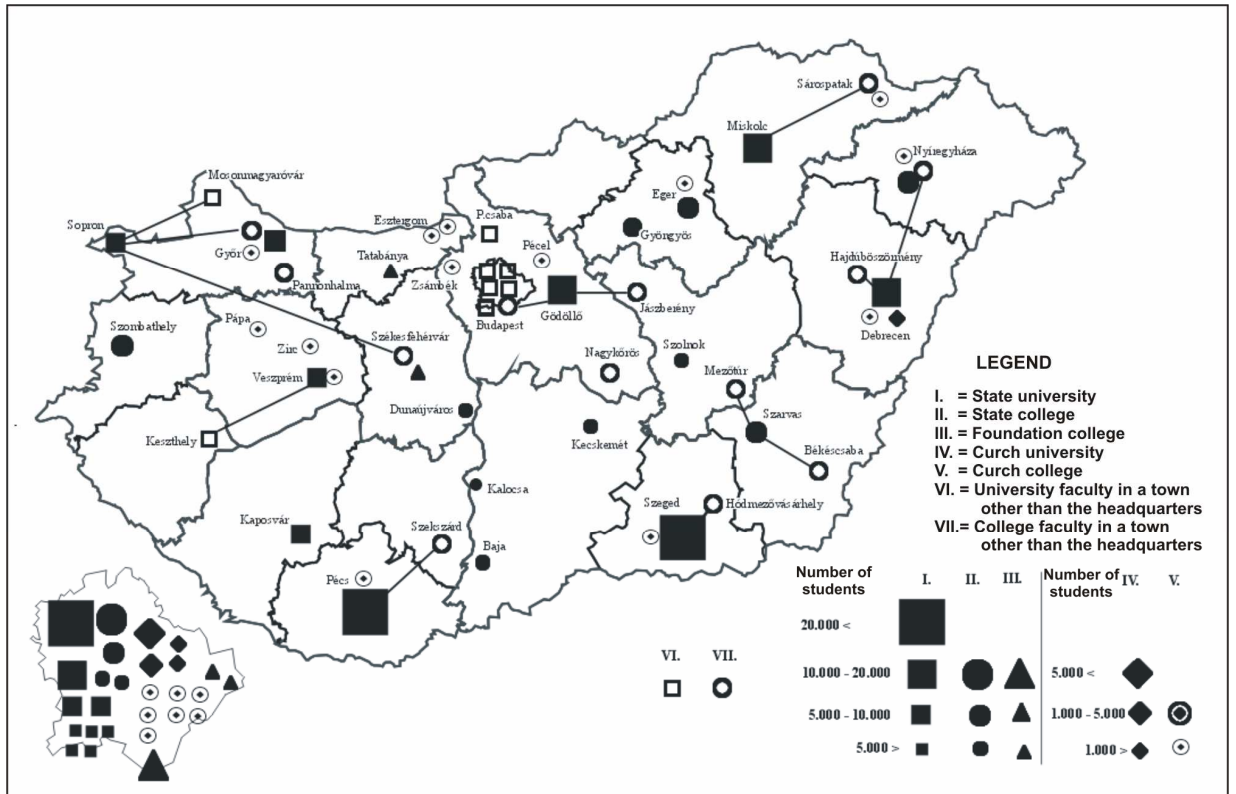 Sárospatak
Miskolc
Nyíregyháza
Mosonmagyaróvár
Eger
Sopron
Esztergom
P.csaba
Gyöngyös
Győr
Tatabánya
Pécel
Hajdúböszörmény
Pannonhalma
Zsámbék
Gödöllő
Jászberény
Budapest
Debrecen
Szombathely
Pápa
Székesfehérvár
Zirc
Szolnok
Nagykőrös
Mezőtúr
Veszprém
Dunaújváros
Szarvas
Keszthely
Kecskemét
Békéscsaba
Kalocsa
Szeged
Hódmezővásárhely
Kaposvár
Szekszárd
Baja
Pécs
LEGEND
I. = State university
II. = State college
III. = Foundation college
IV. = Curch university
V. = Curch college
VI. = University faculty in a town
other than the headquarters
VII.= College faculty in a town
other than the headquarters
Number of students
I. II. III.
Number of students
IV. V.
20.000 <
10.000 - 20.000
5.000 - 10.000
5.000 >
5.000 <
1.000 - 5.000
1.000 >
VI. VII.